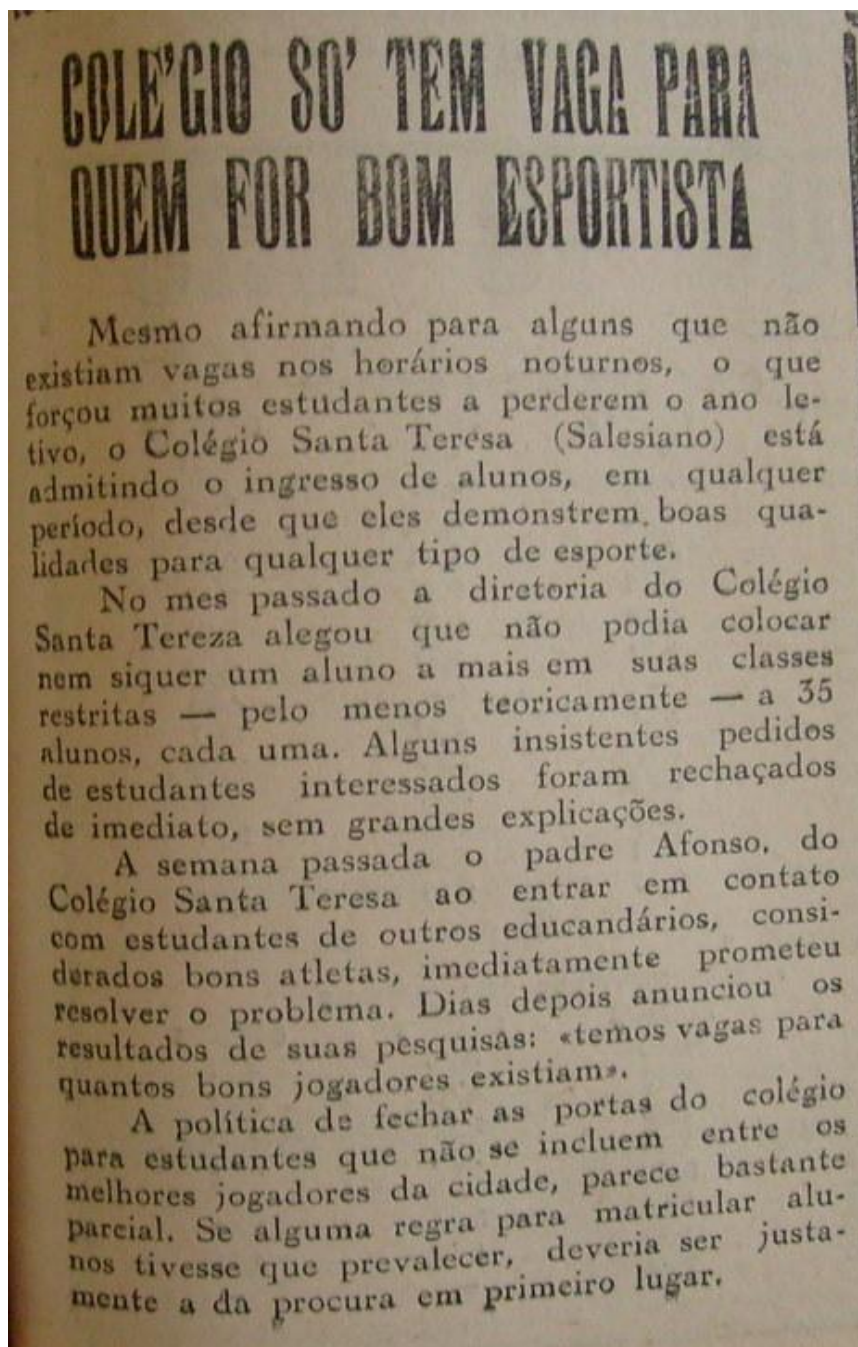 COLE'GIO SO' TEM VAGA PARA
QUEM FOR BOM ESPORTISTA
Mesmo afirmando para alguns que não
existiam vagas nos horários noturnos, o que
forçou muitos estudantes a perderem o ano le-
tivo, o Colégio Santa Teresa (Salesiano) está
admitindo o ingresso de alunos, em qualquer
período, desde que eles demonstrem boas qua-
lidades para qualquer tipo de esporte.
No mes passado a diretoria do Colégio
Santa Tereza alegou que não podia colocar
nem siquer um aluno a mais em suas classes
restritas — pelo menos teoricamente — a 35
alunos, cada uma. Alguns insistentes pedidos
de estudantes interessados foram rechaçados
de imediato, sem grandes explicações.
A semana passada o padre Afonso, do
Colégio Santa Teresa ao entrar em contato
com estudantes de outros educandários, consi-
derados bons atletas, imediatamente prometeu
resolver o problema. Dias depois anunciou os
resultados de suas pesquisas: «temos vagas para
quantos bons jogadores existiam».
A política de fechar as portas do colégio
para estudantes que não se incluem entre os
melhores jogadores da cidade, parece bastante
parcial. Se alguma regra para matricular alu-
nos tivesse que prevalecer, deveria ser justa-
mente a da procura em primeiro lugar.